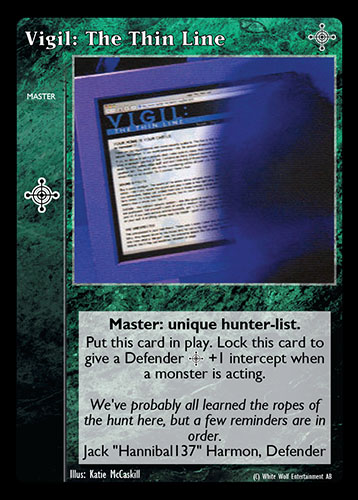 Vigil: The Thin Line
MASTER
VIGIL:
THE THIN LINE
Master: unique hunter-list.
Put this card in play. Lock this card to
give a Defender +1 intercept when
a monster is acting.
We've probably all learned the ropes of
the hunt here, but a few reminders are in
order.
Jack "Hannibal137" Harmon, Defender
Illus: Katie McCaskill
(C) White Wolf Entertainment AB